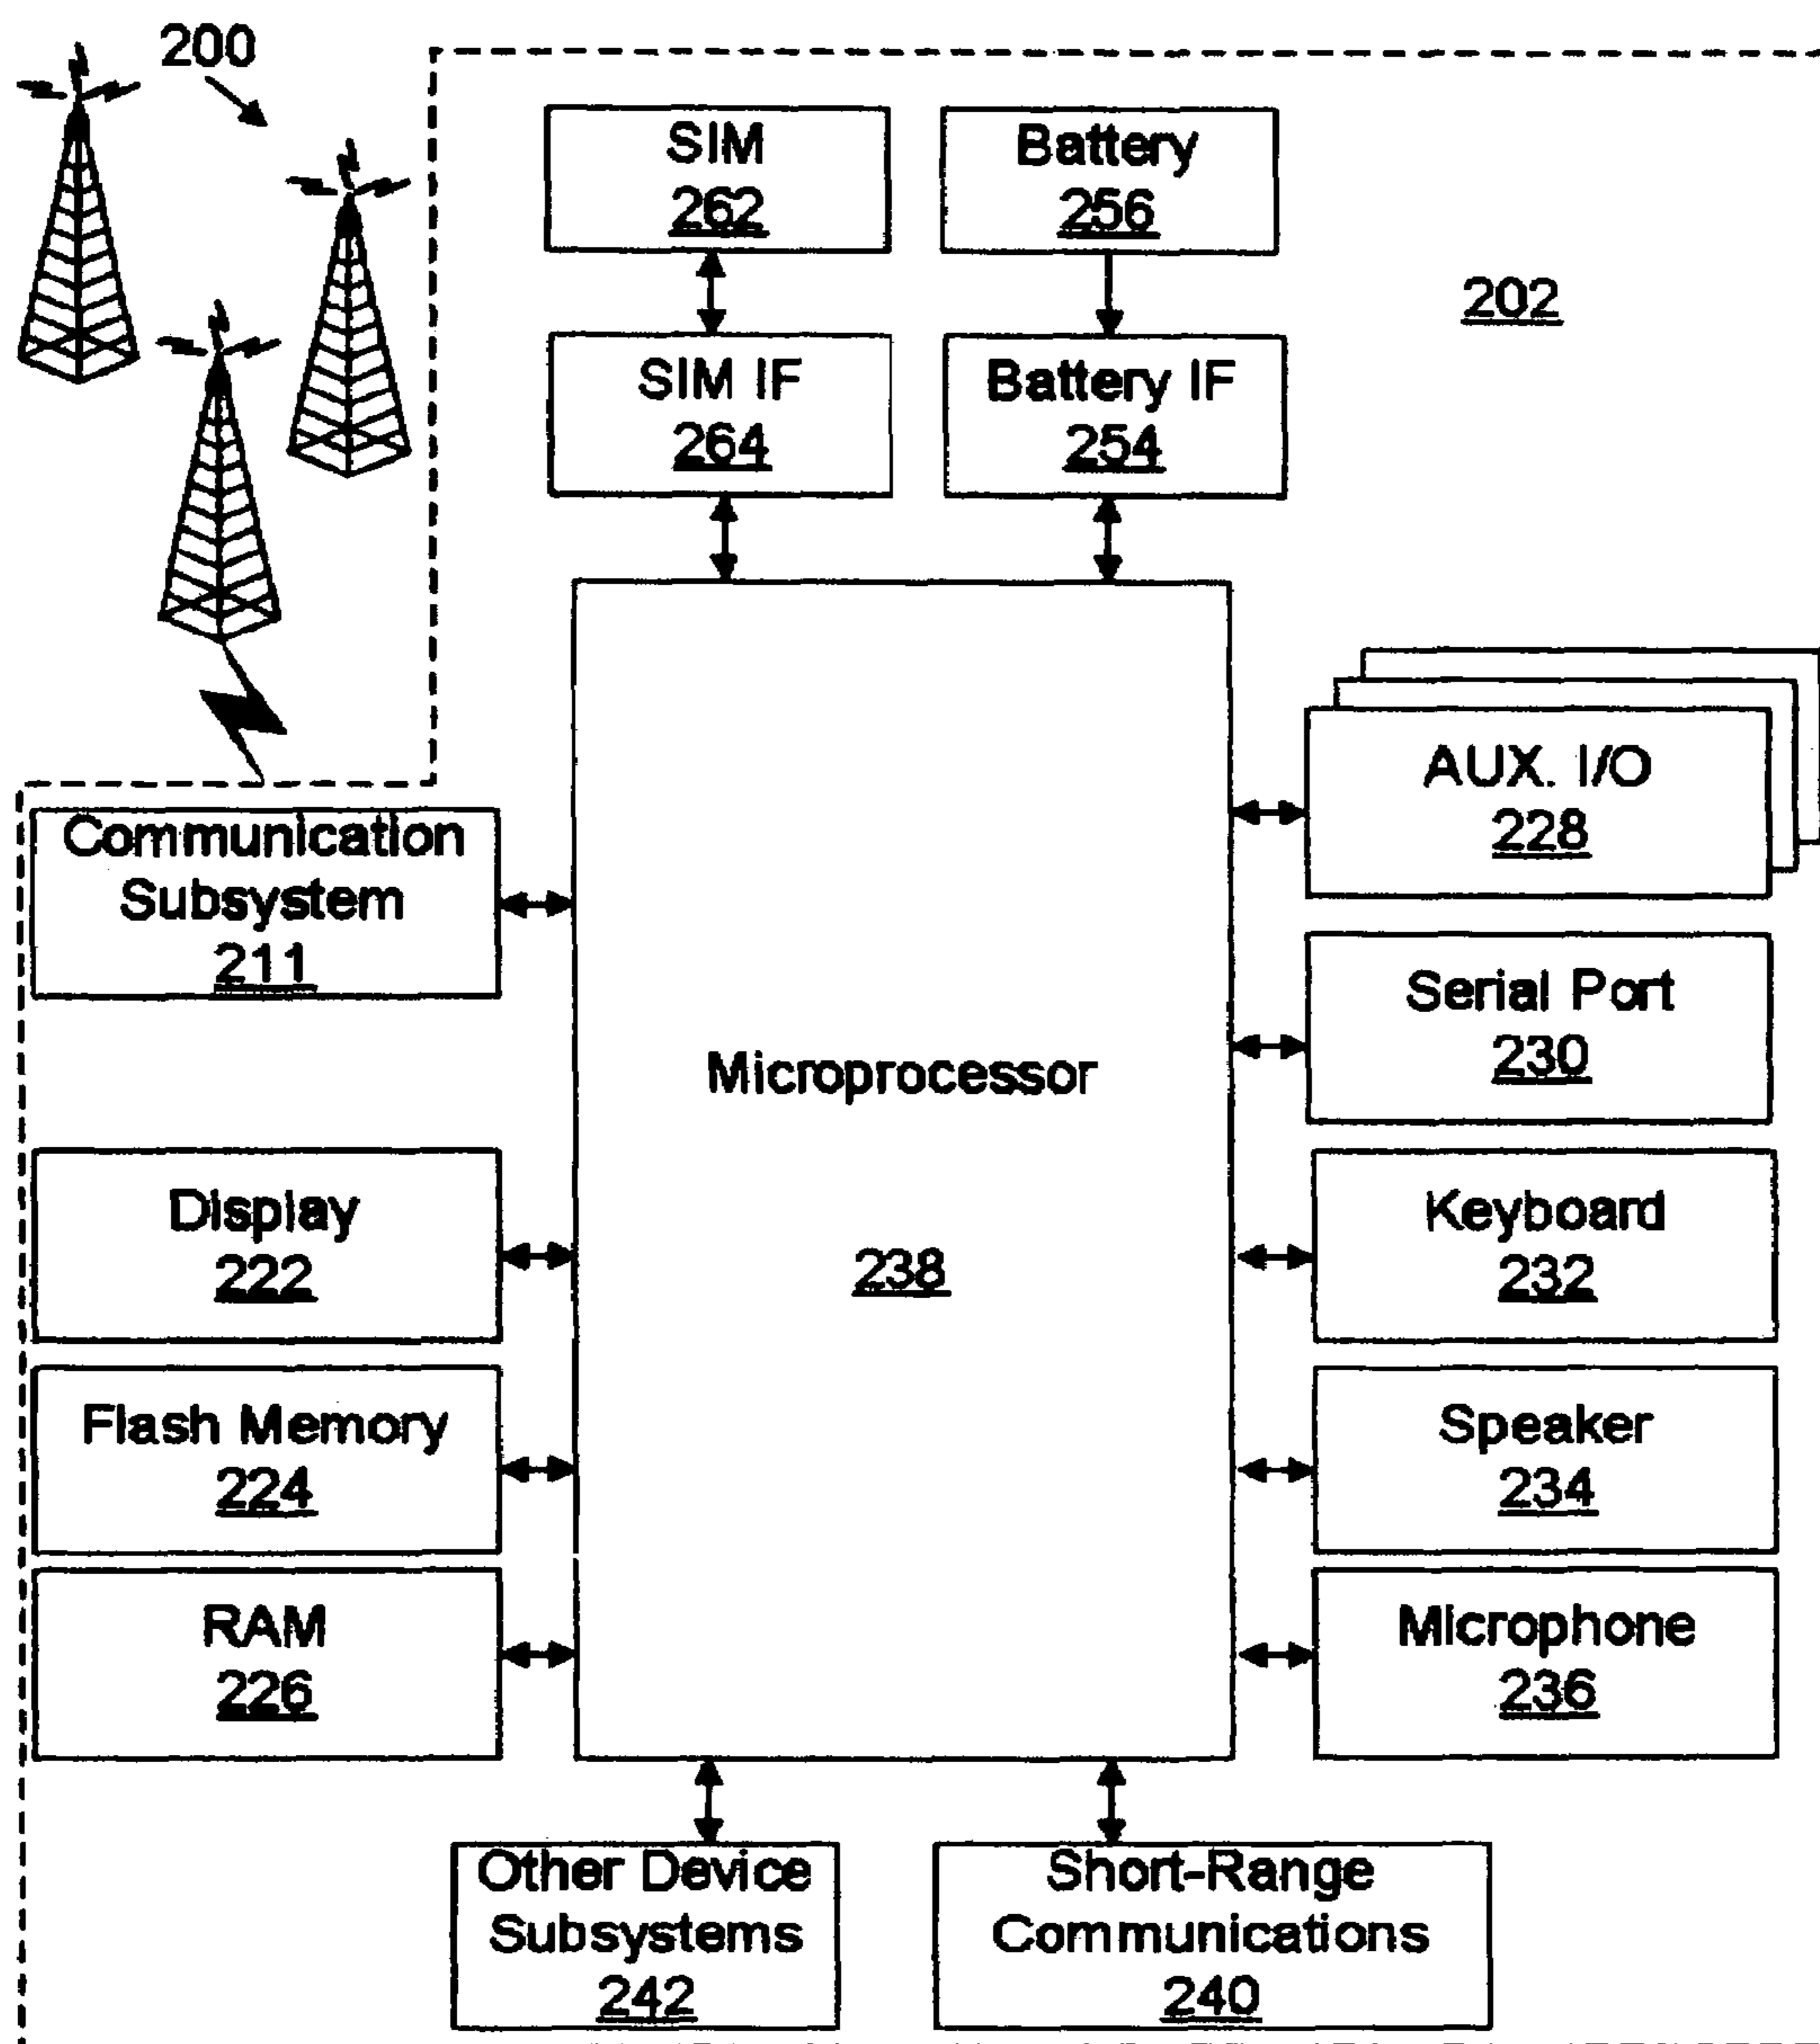 200
SIM
262
Battery
256
202
SIM IF
264
Battery IF
254
AUX. I/O
228
Communication
Subsystem
211
Serial Port
230
Microprocessor
238
Display
222
Keyboard
232
Flash Memory
224
Speaker
234
RAM
226
Microphone
236
Other Device
Subsystems
242
Short-Range
Communications
240